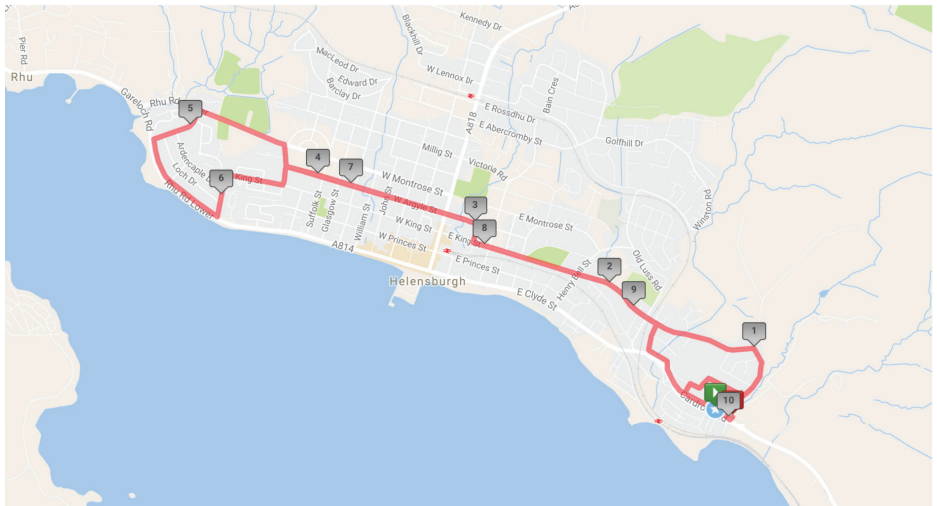 Kennedy Dr
Blackhill Dr
Pier Rd
MacLeod Dr
W Lennox Dr
Rhu
Edward Dr
Barclay Dr
A818
Bain Cres
Gareloch Rd
Rhu Rd
5
E Rossdhu Dr
E Abercromby St
Golfhill Dr
Millig St
4
7
Victoria Rd
Ardencaple
Loch Dr
6
King St
W Montrose St
Winston Rd
Rhu Rd Lower
Suffolk St
Glasgow St
William St
John St
W Argyle St
3
E Montrose St
8
W King St
E King St
W Princes St
A814
E Princes St
2
Henry Bell St
Old Luss Rd
Helensburgh
E Clyde St
9
1
10